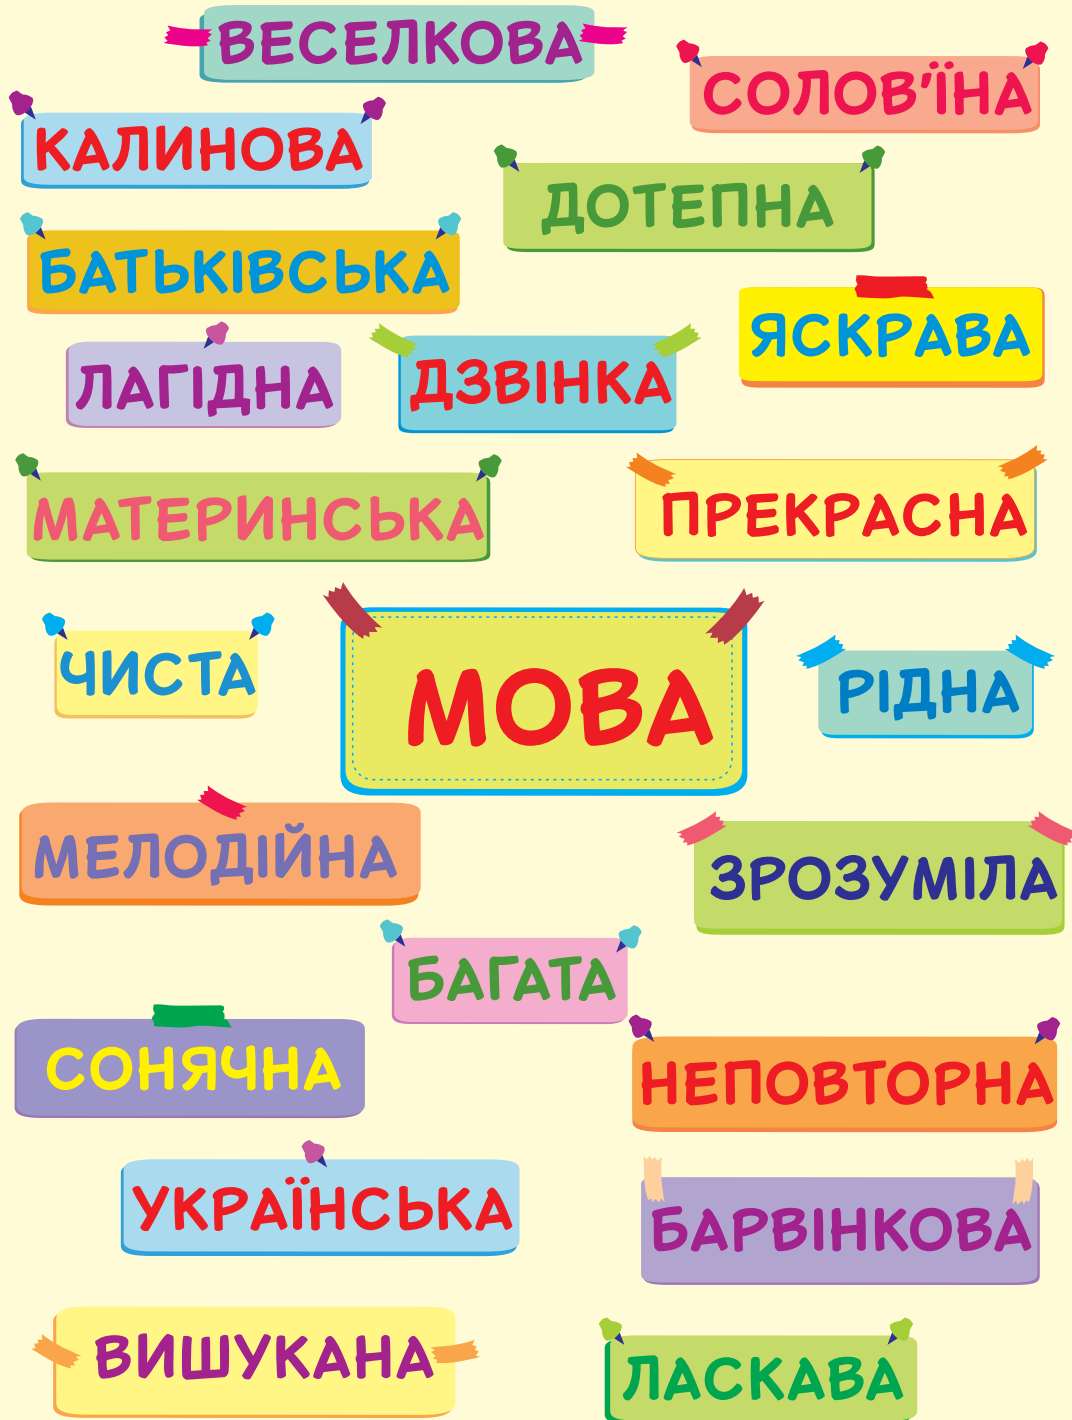 ВЕСЕЛКОВА
СОЛОВ'ЇНА
КАЛИНОВА
ДОТЕПНА
БАТЬКІВСЬКА
ЯСКРАВА
ЛАГІДНА
ДЗВІНКА
МАТЕРИНСЬКА
ПРЕКРАСНА
ЧИСТА
МОВА
РІДНА
МЕЛОДІЙНА
ЗРОЗУМІЛА
БАГАТА
СОНЯЧНА
НЕПОВТОРНА
УКРАЇНСЬКА
БАРВІНКОВА
ВИШУКАНА
ЛАСКАВА